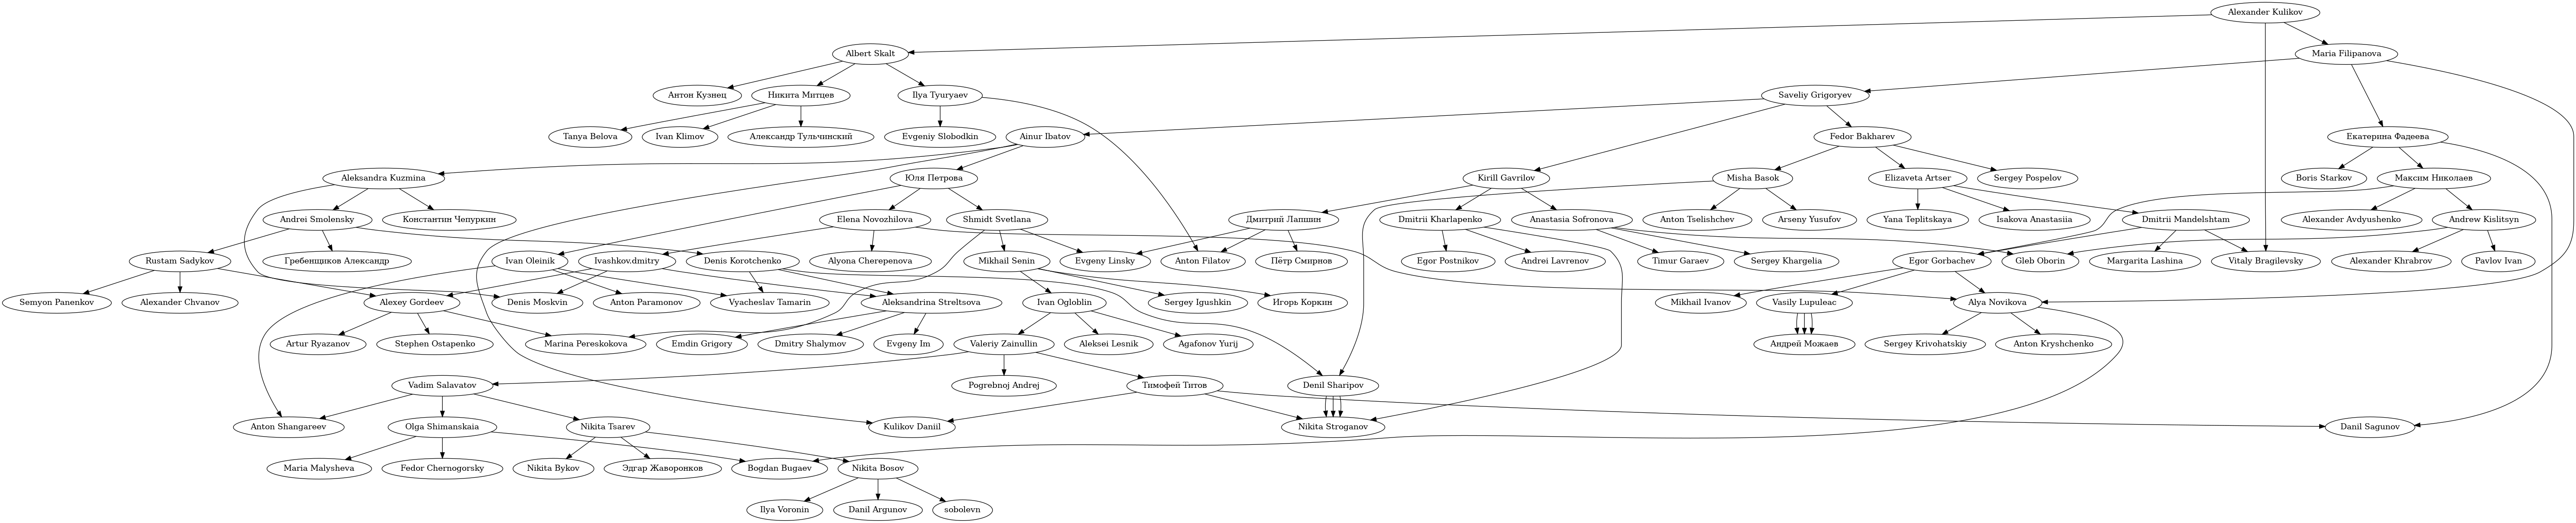 Alexander Kulikov
Albert Skalt
Maria Filipanova
Антон Кузнец
Никита Митцев
Ilya Tyuryaev
Saveliy Grigoryev
Tanya Belova
Ivan Klimov
Александр Тульчинский
Evgeniy Slobodkin
Ainur Ibatov
Fedor Bakharev
Екатерина Фадеева
Aleksandra Kuzmina
Юля Петрова
Kirill Gavrilov
Misha Basok
Elizaveta Artser
Sergey Pospelov
Boris Starkov
Максим Николаев
Andrei Smolensky
Константин Чепуркин
Elena Novozhilova
Shmidt Svetlana
Дмитрий Лапшин
Dmitrii Kharlapenko
Anastasia Sofronova
Anton Tselishchev
Arseny Yusufov
Yana Teplitskaya
Isakova Anastasiia
Dmitrii Mandelshtam
Alexander Avdyushenko
Andrew Kislitsyn
Rustam Sadykov
Гребенщиков Александр
Ivan Oleinik
Ivashkov.dmitry
Denis Korotchenko
Alyona Cherepenova
Mikhail Senin
Evgeny Linsky
Anton Filatov
Пётр Смирнов
Egor Postnikov
Andrei Lavrenov
Timur Garaev
Sergey Khargelia
Egor Gorbachev
Gleb Oborin
Margarita Lashina
Vitaly Bragilevsky
Alexander Khrabrov
Pavlov Ivan
Semyon Panenkov
Alexander Chvanov
Alexey Gordeev
Denis Moskvin
Anton Paramonov
Vyacheslav Tamarin
Aleksandrina Streltsova
Ivan Ogloblin
Sergey Igushkin
Игорь Коркин
Mikhail Ivanov
Vasily Lupuleac
Alya Novikova
Artur Ryazanov
Stephen Ostapenko
Marina Pereskokova
Emdin Grigory
Dmitry Shalymov
Evgeny Im
Valeriy Zainullin
Aleksei Lesnik
Agafonov Yurij
Андрей Можаев
Sergey Krivohatskiy
Anton Kryshchenko
Vadim Salavatov
Pogrebnoj Andrej
Тимофей Титов
Denil Sharipov
Anton Shangareev
Olga Shimanskaia
Nikita Tsarev
Kulikov Daniil
Nikita Stroganov
Danil Sagunov
Maria Malysheva
Fedor Chernogorsky
Nikita Bykov
Эдгар Жаворонков
Bogdan Bugaev
Nikita Bosov
Ilya Voronin
Danil Argunov
sobolevn